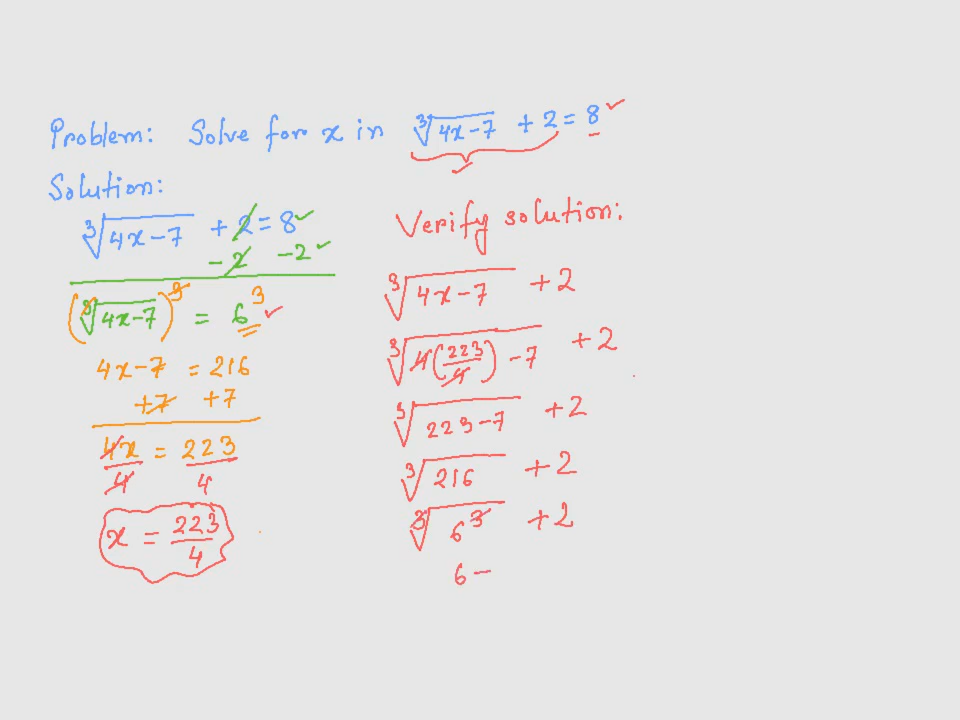 Problem: Solve for x in ∛(4x-7) + 2 = 8 ✓
Solution:
∛(4x-7) + 2 = 8 ✓
-2 -2 ✓
(∛(4x-7))³ = 6³ ✓
4x-7 = 216
+7 +7
4x/4 = 223/4
x = 223/4
Verify solution:
∛(4x-7) +2
∛(4(223/4)-7) +2
∛(223-7) +2
∛216 +2
∛6³ +2
6 -